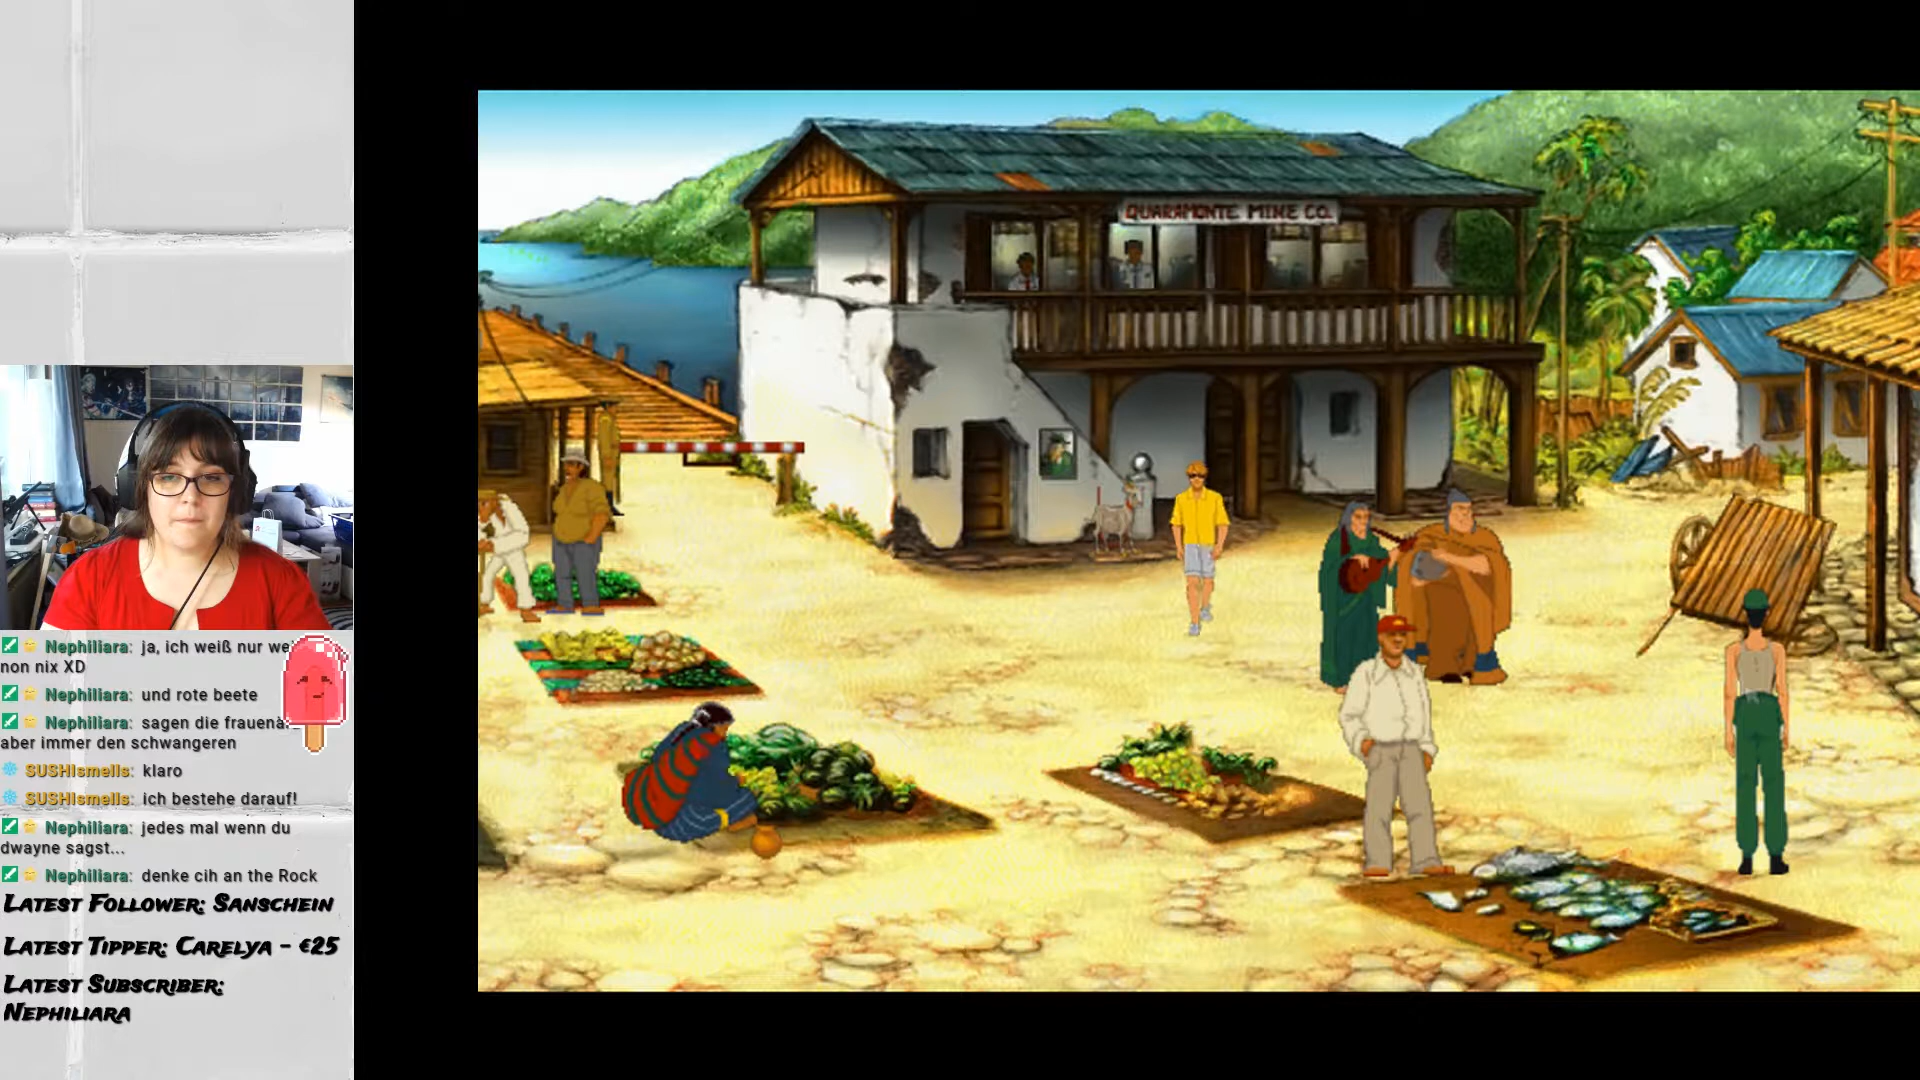 QUARAMONTE MINE CO.
Nephiliara: ja, ich weiß nur we
non nix XD
Nephiliara: und rote beete
Nephiliara: sagen die frauenä
aber immer den schwangeren
SUSHIsmells: klaro
SUSHIsmells: ich bestehe darauf!
Nephiliara: jedes mal wenn du
dwayne sagst...
Nephiliara: denke cih an the Rock
Latest Follower: Sanschein
Latest Tipper: Carelya - €25
Latest Subscriber:
Nephiliara